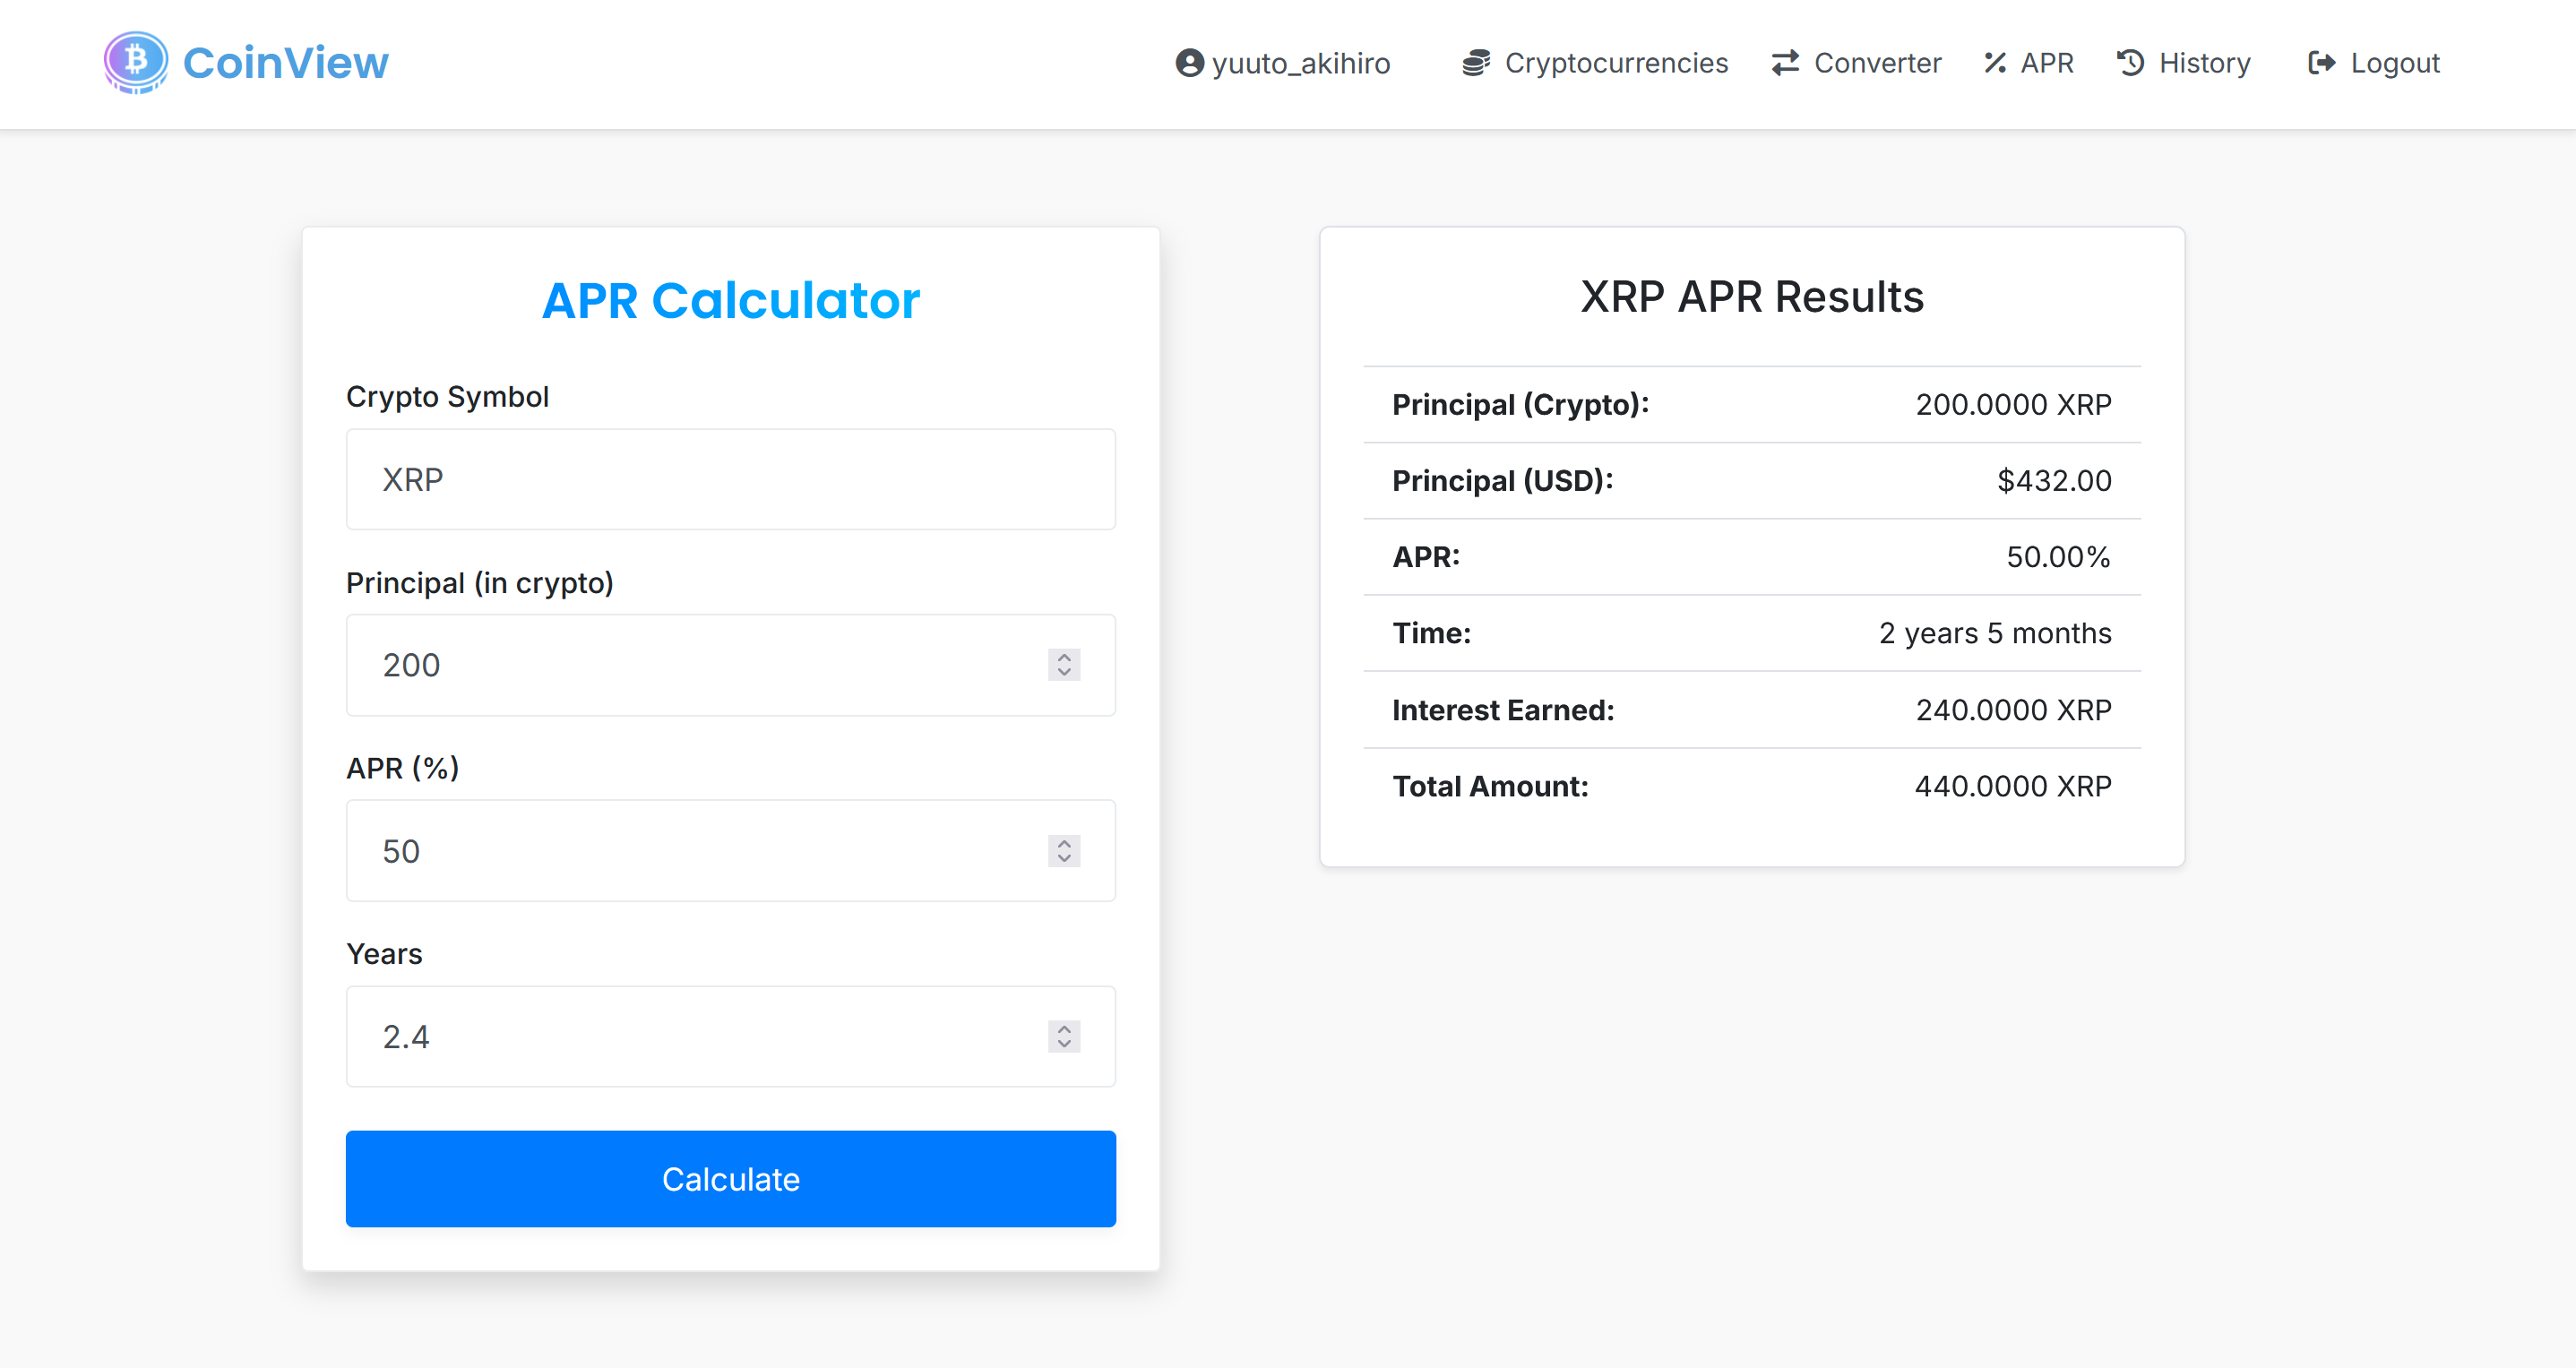 CoinView
yuuto_akihiro Cryptocurrencies Converter APR History Logout
APR Calculator
Crypto Symbol
XRP
Principal (in crypto)
200
APR (%)
50
Years
2.4
Calculate
XRP APR Results
Principal (Crypto): 200.0000 XRP
Principal (USD): $432.00
APR: 50.00%
Time: 2 years 5 months
Interest Earned: 240.0000 XRP
Total Amount: 440.0000 XRP